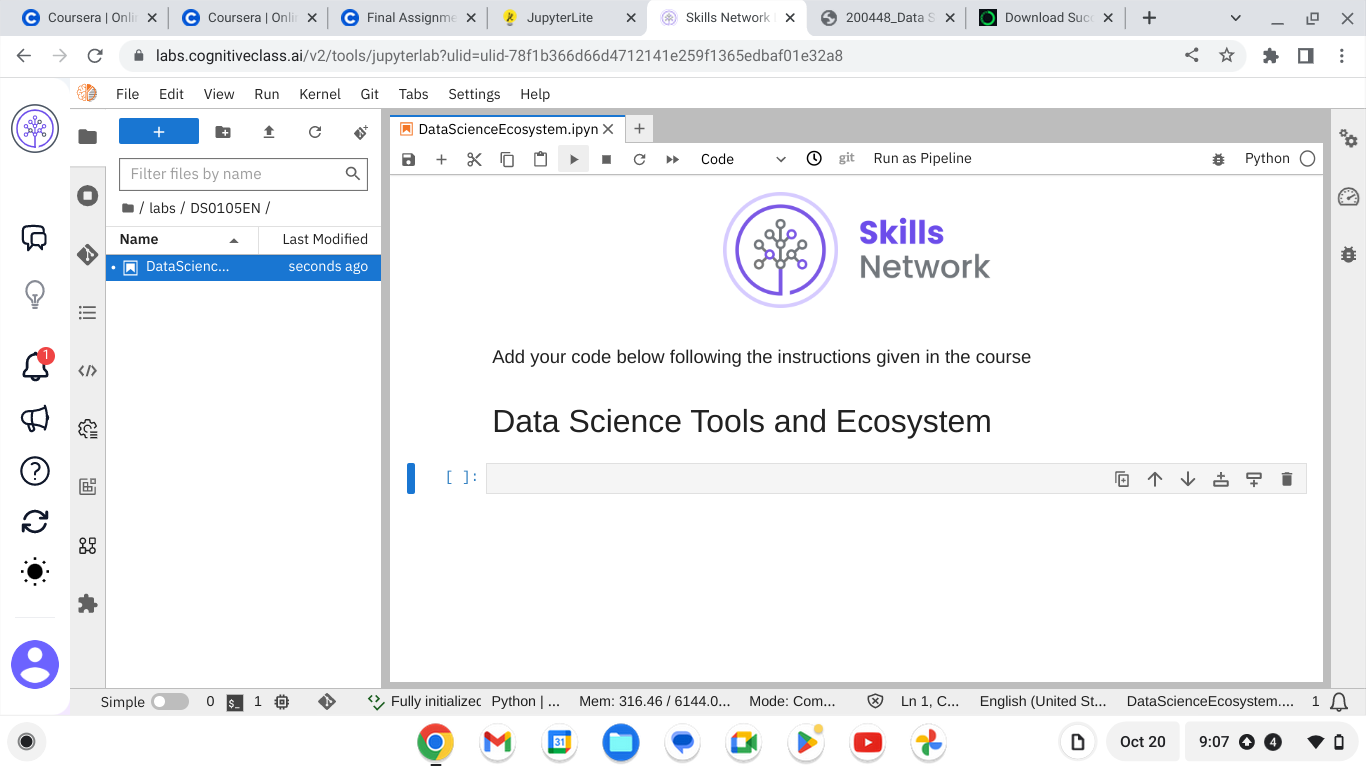 Coursera | Onli
Coursera | Onli
Final Assignme
JupyterLite
Skills Network
200448_Data S
Download Succ
labs.cognitiveclass.ai/v2/tools/jupyterlab?ulid=ulid-78f1b366d66d4712141e259f1365edbaf01e32a8
File Edit View Run Kernel Git Tabs Settings Help
DataScienceEcosystem.ipyn
Code
git
Run as Pipeline
Python
Filter files by name
/ labs / DS0105EN /
Name
Last Modified
DataScienc...
seconds ago
1
Skills
Network
Add your code below following the instructions given in the course
Data Science Tools and Ecosystem
[ ]:
Simple
0
1
Fully initialized
Python | ...
Mem: 316.46 / 6144.0...
Mode: Com...
Ln 1, C...
English (United St...
DataScienceEcosystem....
1
31
Oct 20
9:07
4